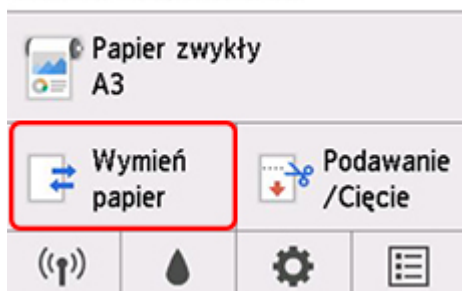 Papier zwykły
A3
Wymień
papier
Podawanie
/Cięcie